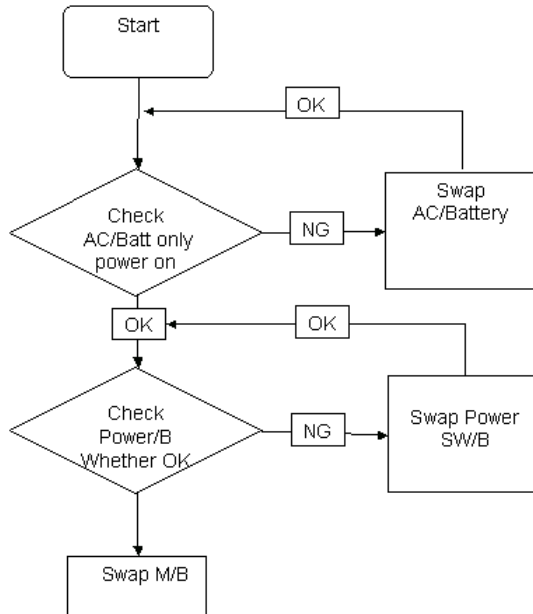 Start
OK
Check
AC/Batt only
power on
NG
Swap
AC/Battery
OK
OK
Check
Power/B
Whether OK
NG
Swap Power
SW/B
Swap M/B